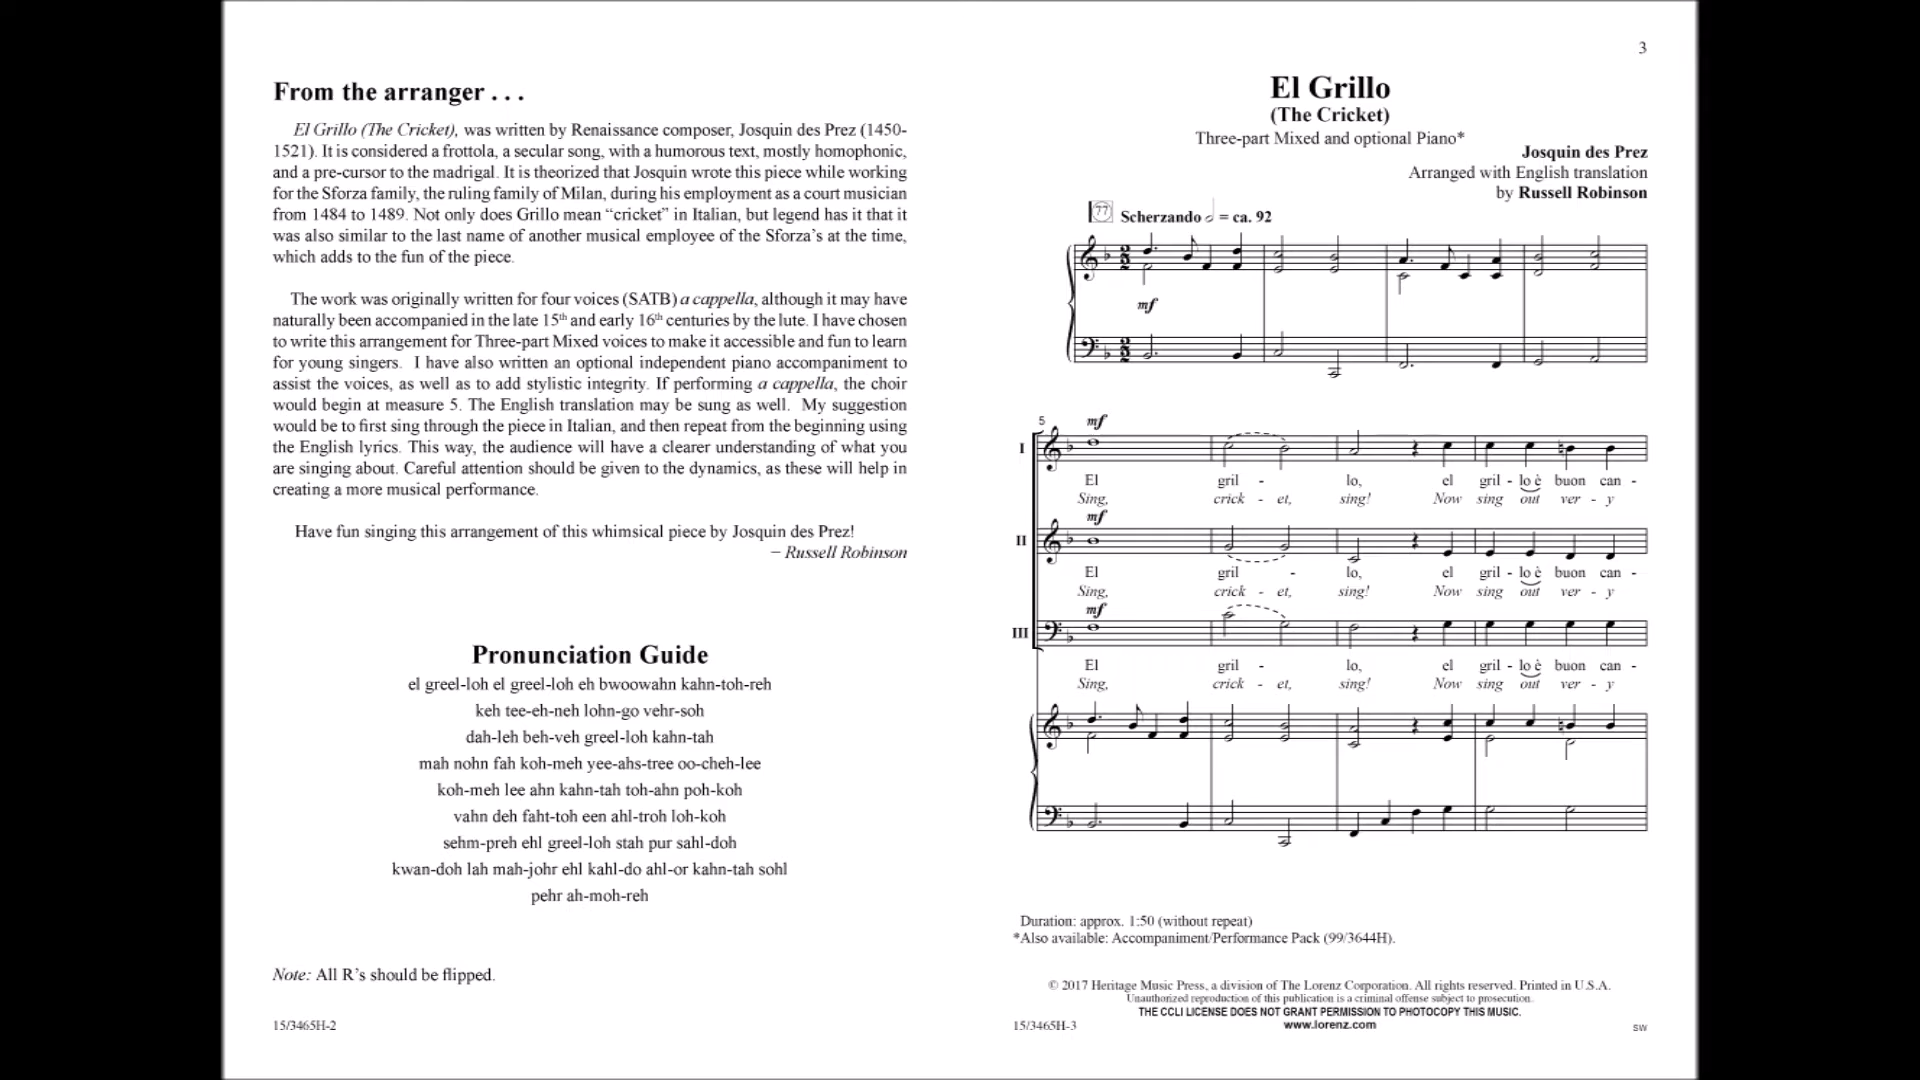 From the arranger . . .
El Grillo (The Cricket), was written by Renaissance composer, Josquin des Prez (1450-
1521). It is considered a frottola, a secular song, with a humorous text, mostly homophonic,
and a pre-cursor to the madrigal. It is theorized that Josquin wrote this piece while working
for the Sforza family, the ruling family of Milan, during his employment as a court musician
from 1484 to 1489. Not only does Grillo mean “cricket” in Italian, but legend has it that it
was also similar to the last name of another musical employee of the Sforza’s at the time,
which adds to the fun of the piece.
The work was originally written for four voices (SATB) a cappella, although it may have
naturally been accompanied in the late 15th and early 16th centuries by the lute. I have chosen
to write this arrangement for Three-part Mixed voices to make it accessible and fun to learn
for young singers. I have also written an optional independent piano accompaniment to
assist the voices, as well as to add stylistic integrity. If performing a cappella, the choir
would begin at measure 5. The English translation may be sung as well. My suggestion
would be to first sing through the piece in Italian, and then repeat from the beginning using
the English lyrics. This way, the audience will have a clearer understanding of what you
are singing about. Careful attention should be given to the dynamics, as these will help in
creating a more musical performance.
Have fun singing this arrangement of this whimsical piece by Josquin des Prez!
– Russell Robinson
Pronunciation Guide
el greel-loh el greel-loh eh bwoowahn kahn-toh-reh
keh tee-eh-neh lohn-go vehr-soh
dah-leh beh-veh greel-loh kahn-tah
mah nohn fah koh-meh yee-ahs-tree oo-cheh-lee
koh-meh lee ahn kahn-tah toh-ahn poh-koh
vahn deh faht-toh een ahl-troh loh-koh
sehm-preh ehl greel-loh stah pur sahl-doh
kwan-doh lah mah-johr ehl kahl-do ahl-or kahn-tah sohl
pehr ah-moh-reh
Note: All R’s should be flipped.
15/3465H-2
3
El Grillo
(The Cricket)
Three-part Mixed and optional Piano*
Josquin des Prez
Arranged with English translation
by Russell Robinson
77 Scherzando = ca. 92
mf
5 mf
I
El gril - lo, el gril - lo è buon can -
Sing, crick - et, sing! Now sing out ver - y
mf
II
El gril - lo, el gril - lo è buon can -
Sing, crick - et, sing! Now sing out ver - y
mf
III
El gril - lo, el gril - lo è buon can -
Sing, crick - et, sing! Now sing out ver - y
Duration: approx. 1:50 (without repeat)
*Also available: Accompaniment/Performance Pack (99/3644H).
© 2017 Heritage Music Press, a division of The Lorenz Corporation. All rights reserved. Printed in U.S.A.
Unauthorized reproduction of this publication is a criminal offense subject to prosecution.
THE CCLI LICENSE DOES NOT GRANT PERMISSION TO PHOTOCOPY THIS MUSIC.
15/3465H-3 www.lorenz.com SW